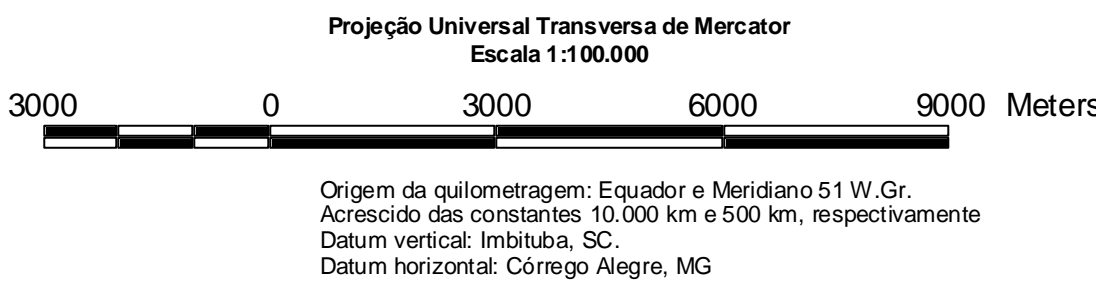 Projeção Universal Transversa de Mercator
Escala 1:100.000
3000 0 3000 6000 9000 Meters
Origem da quilometragem: Equador e Meridiano 51 W.Gr.
Acrescido das constantes 10.000 km e 500 km, respectivamente
Datum vertical: Imbituba, SC.
Datum horizontal: Córrego Alegre, MG